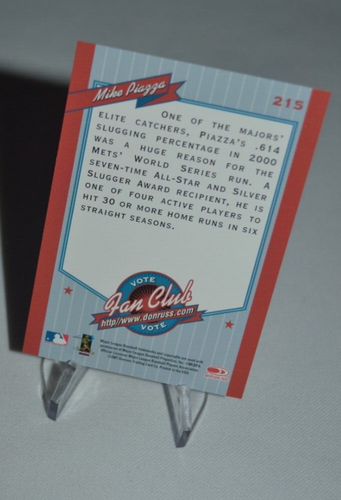 Mike Piazza
215
ONE OF THE MAJORS'
ELITE CATCHERS, PIAZZA'S .614
SLUGGING PERCENTAGE IN 2000
WAS A HUGE REASON FOR THE
METS' WORLD SERIES RUN. A
SEVEN-TIME ALL-STAR AND SILVER
SLUGGER AWARD RECIPIENT, HE IS
ONE OF FOUR ACTIVE PLAYERS TO
HIT 30 OR MORE HOME RUNS IN SIX
STRAIGHT SEASONS.
VOTE
Fan Club
http//www.donruss.com
VOTE